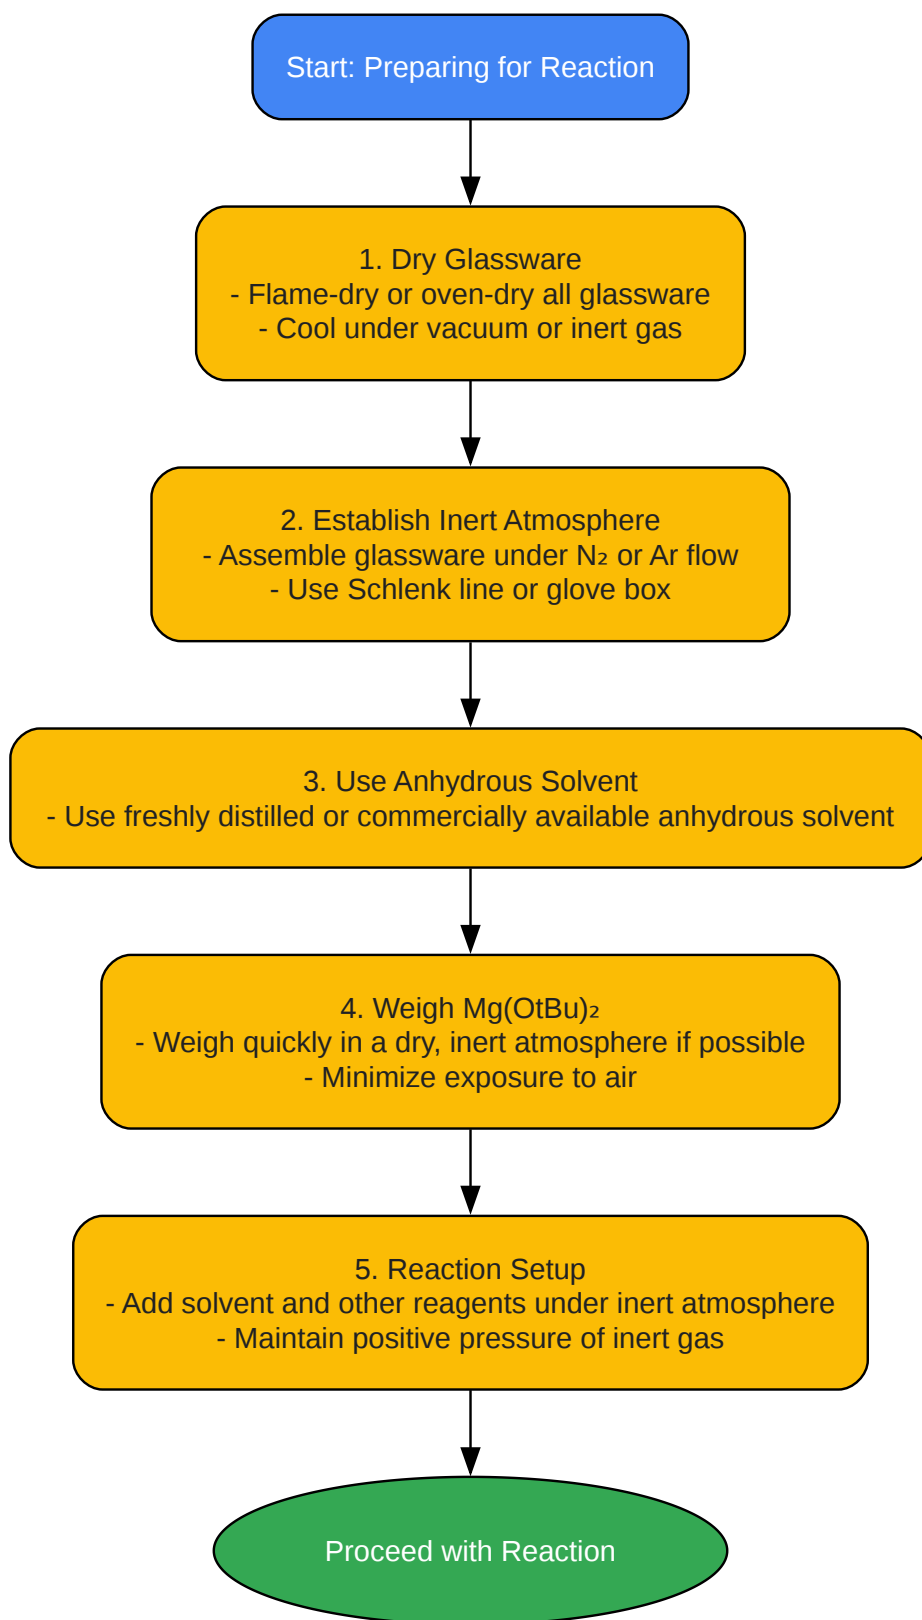 Start: Preparing for Reaction
1. Dry Glassware
- Flame-dry or oven-dry all glassware
- Cool under vacuum or inert gas
2. Establish Inert Atmosphere
- Assemble glassware under N₂ or Ar flow
- Use Schlenk line or glove box
3. Use Anhydrous Solvent
- Use freshly distilled or commercially available anhydrous solvent
4. Weigh Mg(OtBu)₂
- Weigh quickly in a dry, inert atmosphere if possible
- Minimize exposure to air
5. Reaction Setup
- Add solvent and other reagents under inert atmosphere
- Maintain positive pressure of inert gas
Proceed with Reaction